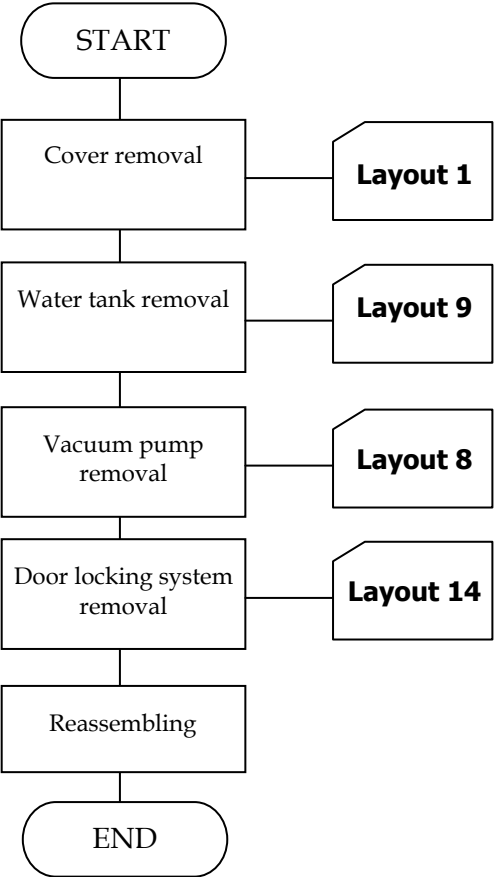 START
Cover removal
Layout 1
Water tank removal
Layout 9
Vacuum pump
removal
Layout 8
Door locking system
removal
Layout 14
Reassembling
END